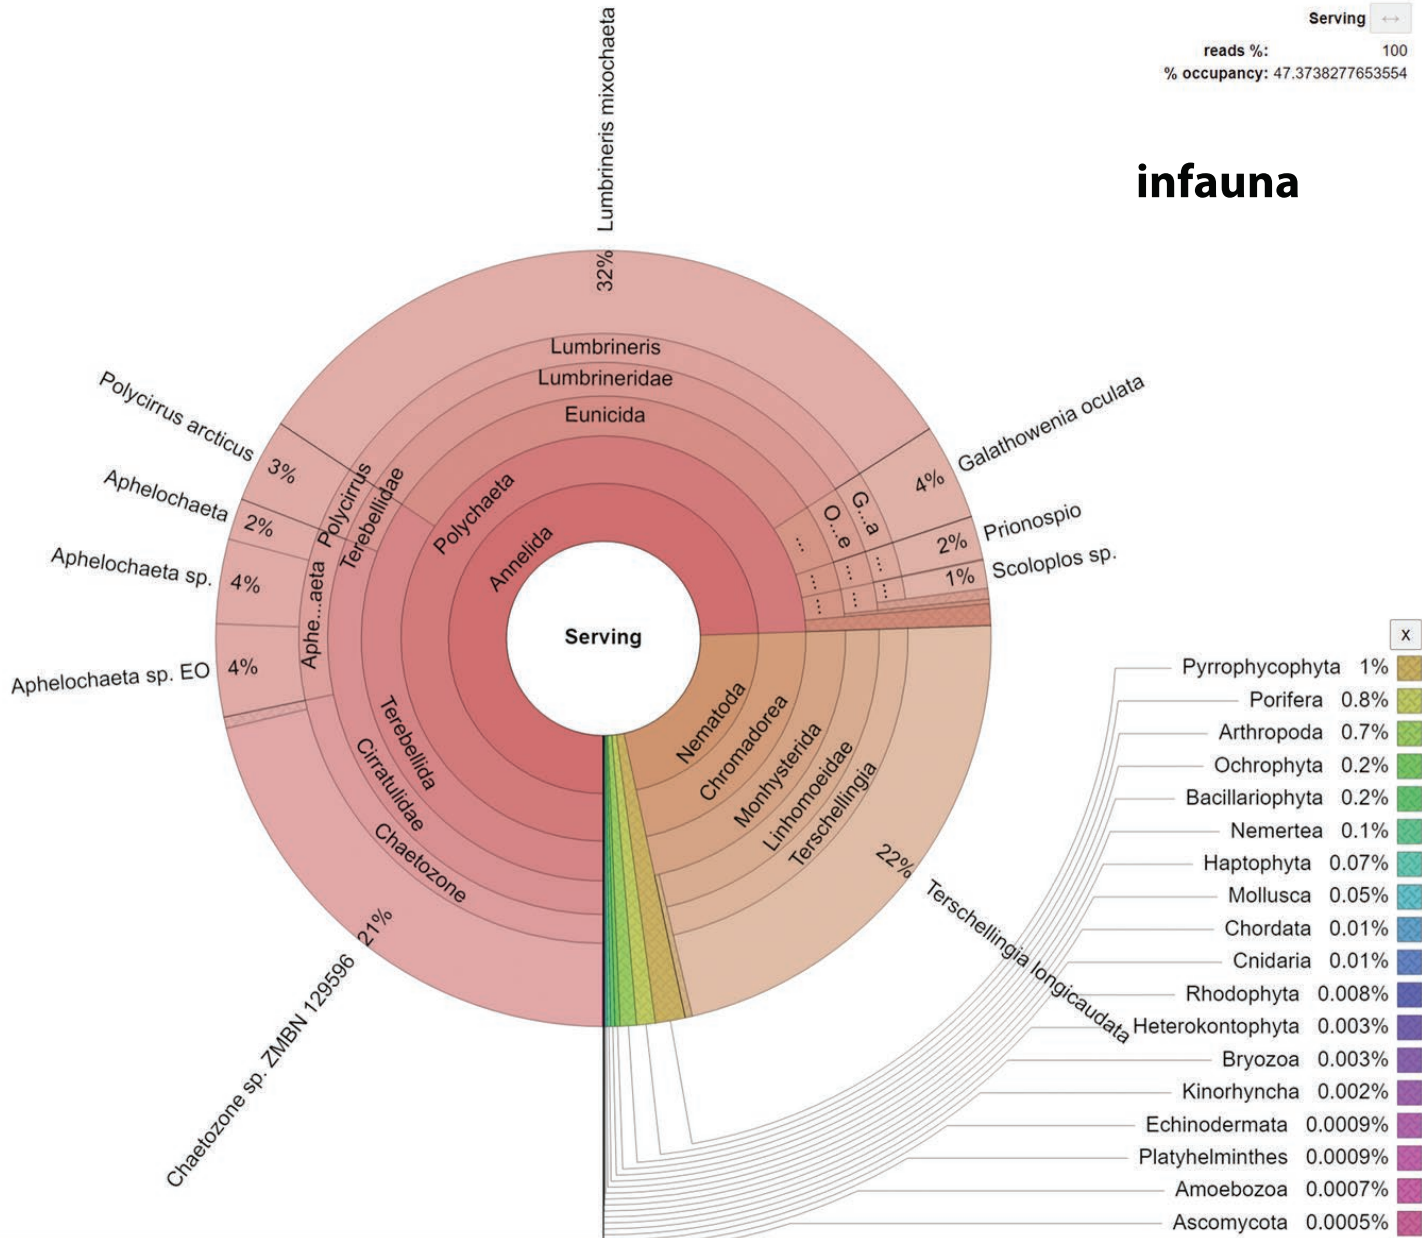 Serving ↔
reads %: 100
% occupancy: 47.3738277653554
infauna
Lumbrineris mixochaeta
32%
Lumbrineris
Lumbrineridae
Eunicida
Polychaeta
Annelida
Serving
Polycirrus arcticus
3%
Aphelochaeta
2%
Aphelochaeta sp.
4%
Aphelochaeta sp. EO
4%
Polycirrus
Terebellidae
Aphe...aeta
Terebellida
Cirratulidae
Chaetozone
21%
Chaetozone sp. ZMBN 129596
Galathowenia oculata
4%
Prionospio
2%
Scoloplos sp.
1%
G...a
O...e
...
...
...
...
...
...
...
Nematoda
Chromadorea
Monhysterida
Linhomoeidae
Terschellingia
22%
Terschellingia longicaudata
x
Pyrrophycophyta 1%
Porifera 0.8%
Arthropoda 0.7%
Ochrophyta 0.2%
Bacillariophyta 0.2%
Nemertea 0.1%
Haptophyta 0.07%
Mollusca 0.05%
Chordata 0.01%
Cnidaria 0.01%
Rhodophyta 0.008%
Heterokontophyta 0.003%
Bryozoa 0.003%
Kinorhyncha 0.002%
Echinodermata 0.0009%
Platyhelminthes 0.0009%
Amoebozoa 0.0007%
Ascomycota 0.0005%